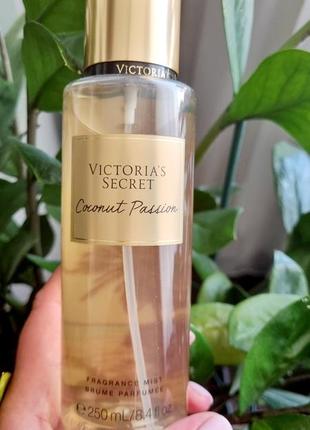 VICTORIA
VICTORIA'S
SECRET
Coconut Passion
FRAGRANCE MIST
BRUME PARFUMÉE
℮250 mL/8.4 fl oz